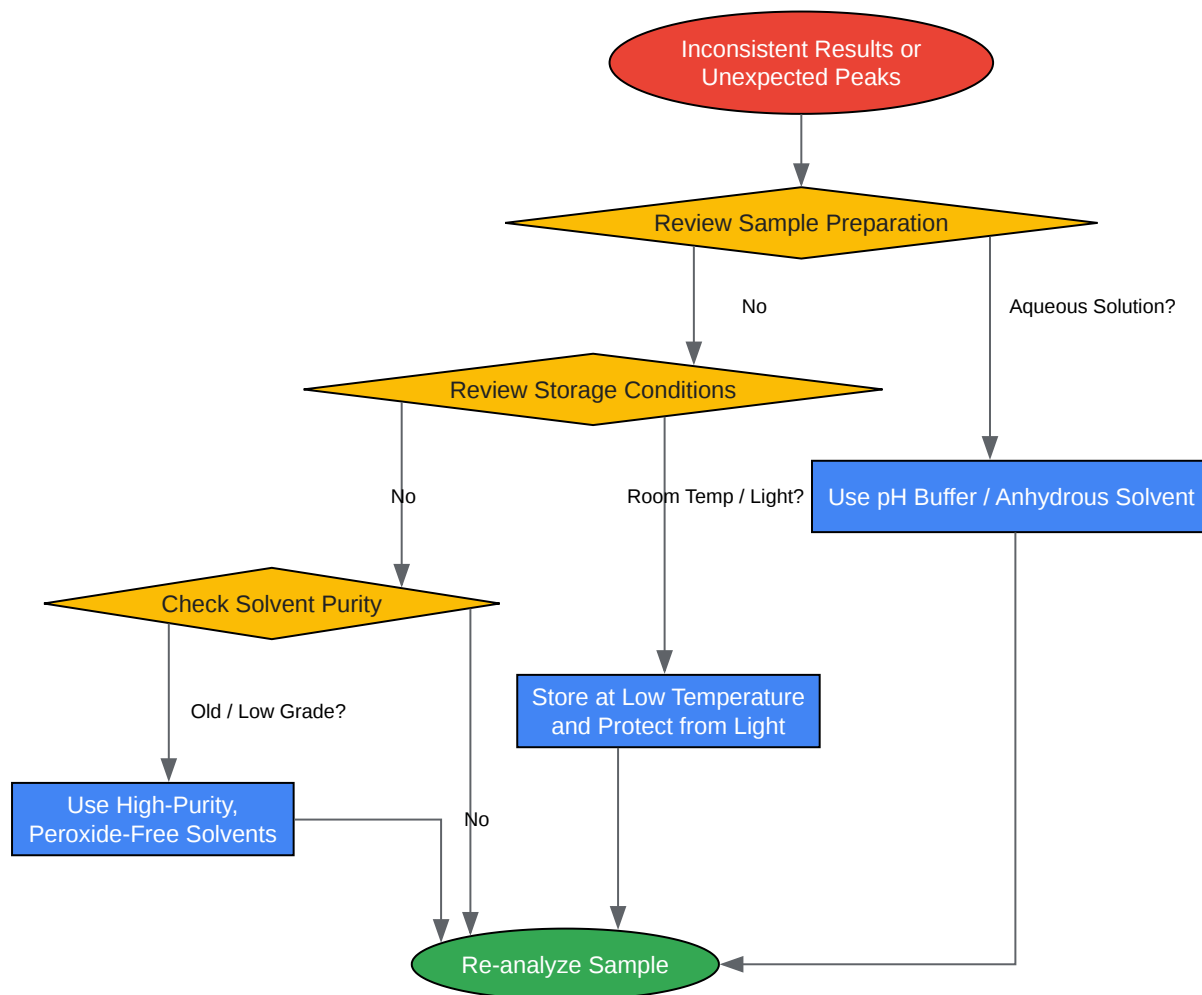 Inconsistent Results or
Unexpected Peaks
Review Sample Preparation
No
Aqueous Solution?
Review Storage Conditions
No
Room Temp / Light?
Use pH Buffer / Anhydrous Solvent
Check Solvent Purity
Old / Low Grade?
Store at Low Temperature
and Protect from Light
Use High-Purity,
Peroxide-Free Solvents
No
Re-analyze Sample